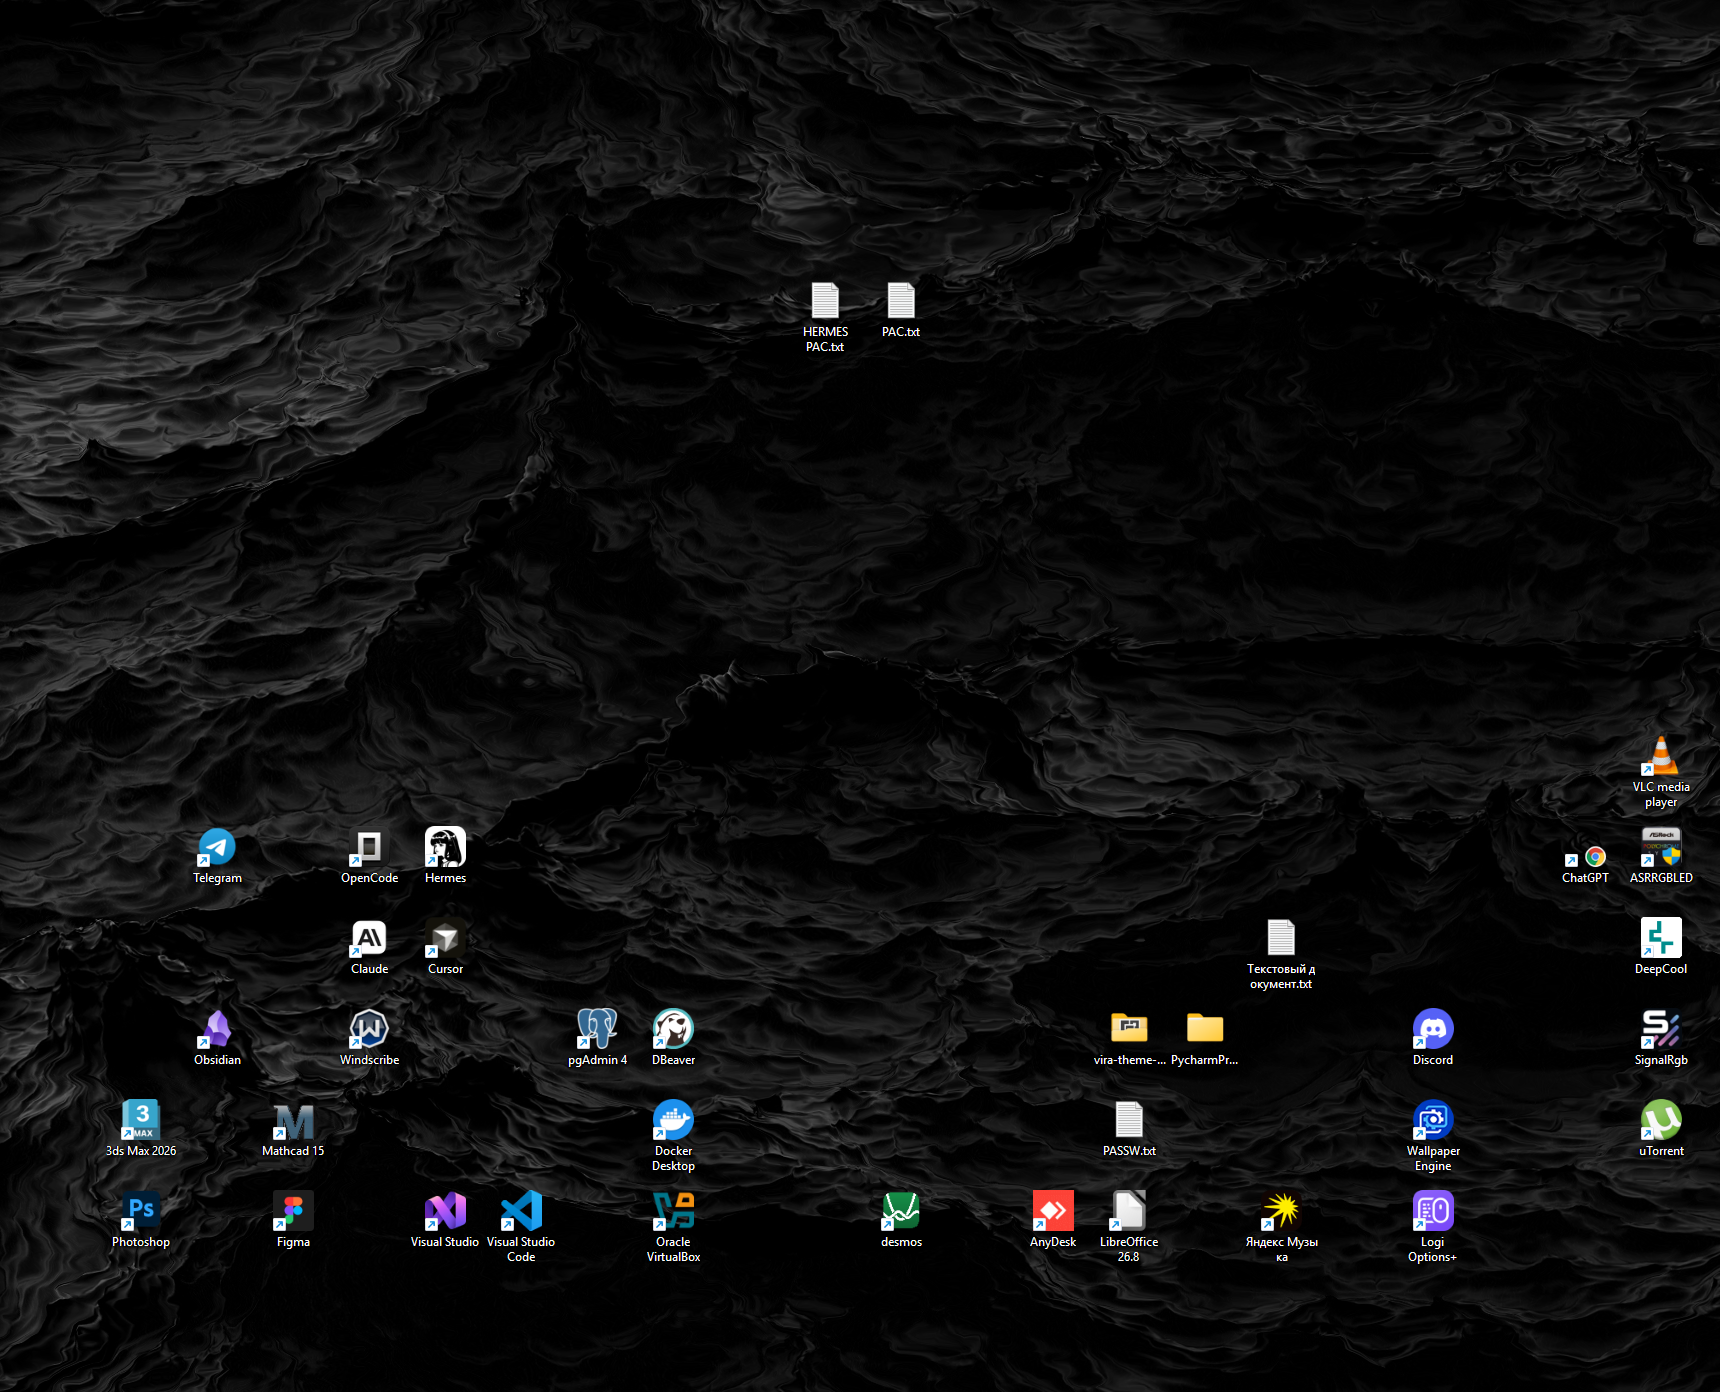 HERMES
PAC.txt
PAC.txt
VLC media
player
Telegram
OpenCode
Hermes
ChatGPT
ASRRGBLED
Claude
Cursor
Текстовый д
окумент.txt
DeepCool
Obsidian
Windscribe
pgAdmin 4
DBeaver
vira-theme-...
PycharmPr...
Discord
SignalRgb
3ds Max 2026
Mathcad 15
Docker
Desktop
PASSW.txt
Wallpaper
Engine
uTorrent
Photoshop
Figma
Visual Studio
Visual Studio
Code
Oracle
VirtualBox
desmos
AnyDesk
LibreOffice
26.8
Яндекс Музы
ка
Logi
Options+